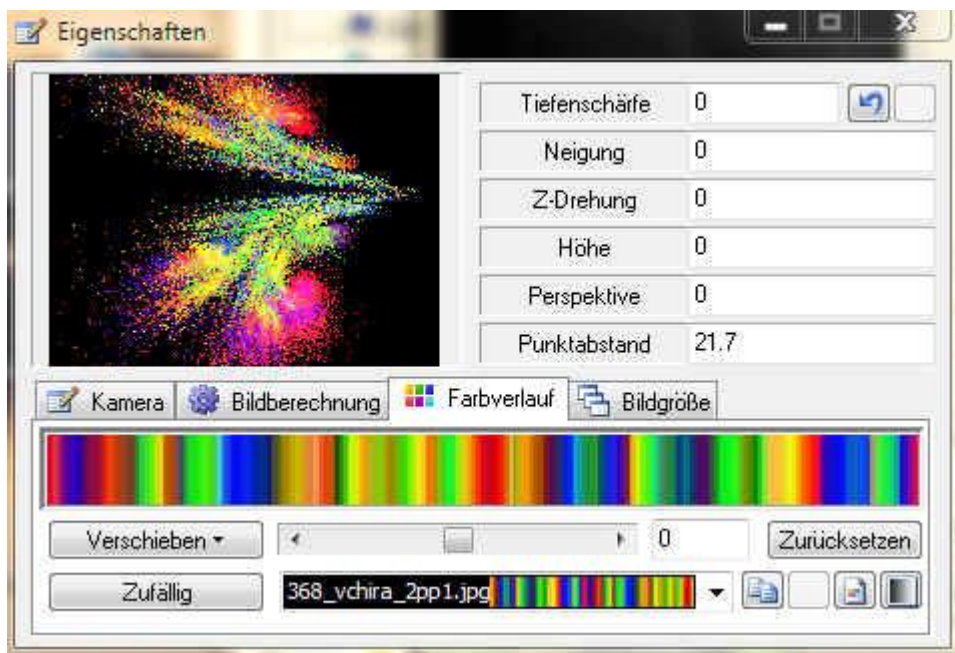 Eigenschaften
Tiefenschärfe 0
Neigung 0
Z-Drehung 0
Höhe 0
Perspektive 0
Punktabstand 21.7
Kamera Bildberechnung Farbverlauf Bildgröße
Verschieben 0 Zurücksetzen
Zufällig 368_vchira_2pp1.jpg